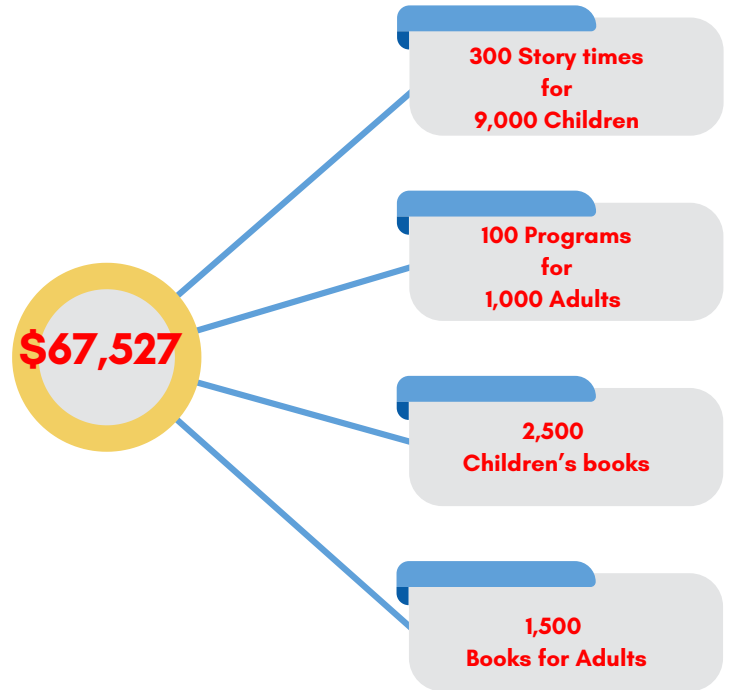 300 Story times
for
9,000 Children
100 Programs
for
1,000 Adults
$67,527
2,500
Children’s books
1,500
Books for Adults